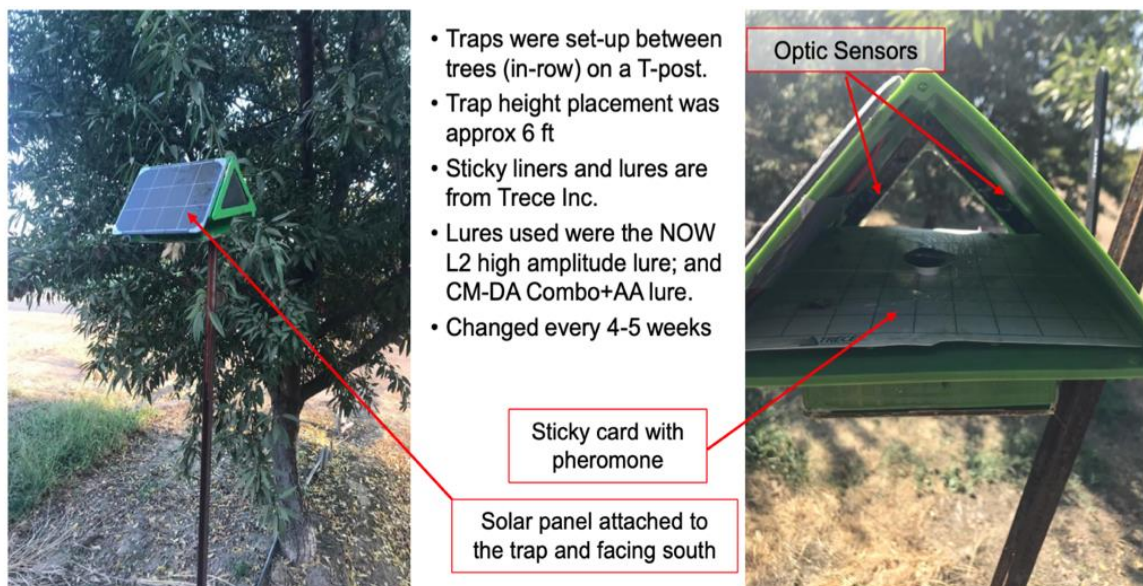 • Traps were set-up between
trees (in-row) on a T-post.
• Trap height placement was
approx 6 ft
• Sticky liners and lures are
from Trece Inc.
• Lures used were the NOW
L2 high amplitude lure; and
CM-DA Combo+AA lure.
• Changed every 4-5 weeks
Optic Sensors
Sticky card with
pheromone
Solar panel attached to
the trap and facing south
TRECE